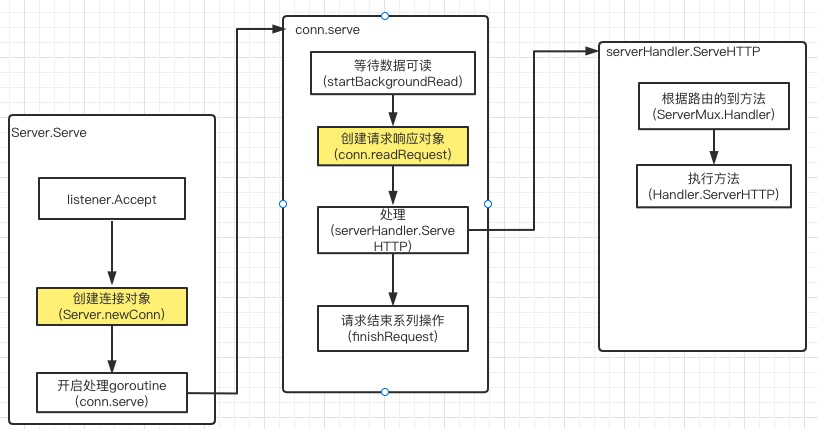 Server.Serve
listener.Accept
创建连接对象
(Server.newConn)
开启处理goroutine
(conn.serve)
conn.serve
等待数据可读
(startBackgroundRead)
创建请求响应对象
(conn.readRequest)
处理
(serverHandler.Serve
HTTP)
请求结束系列操作
(finishRequest)
serverHandler.ServeHTTP
根据路由的到方法
(ServerMux.Handler)
执行方法
(Handler.ServerHTTP)